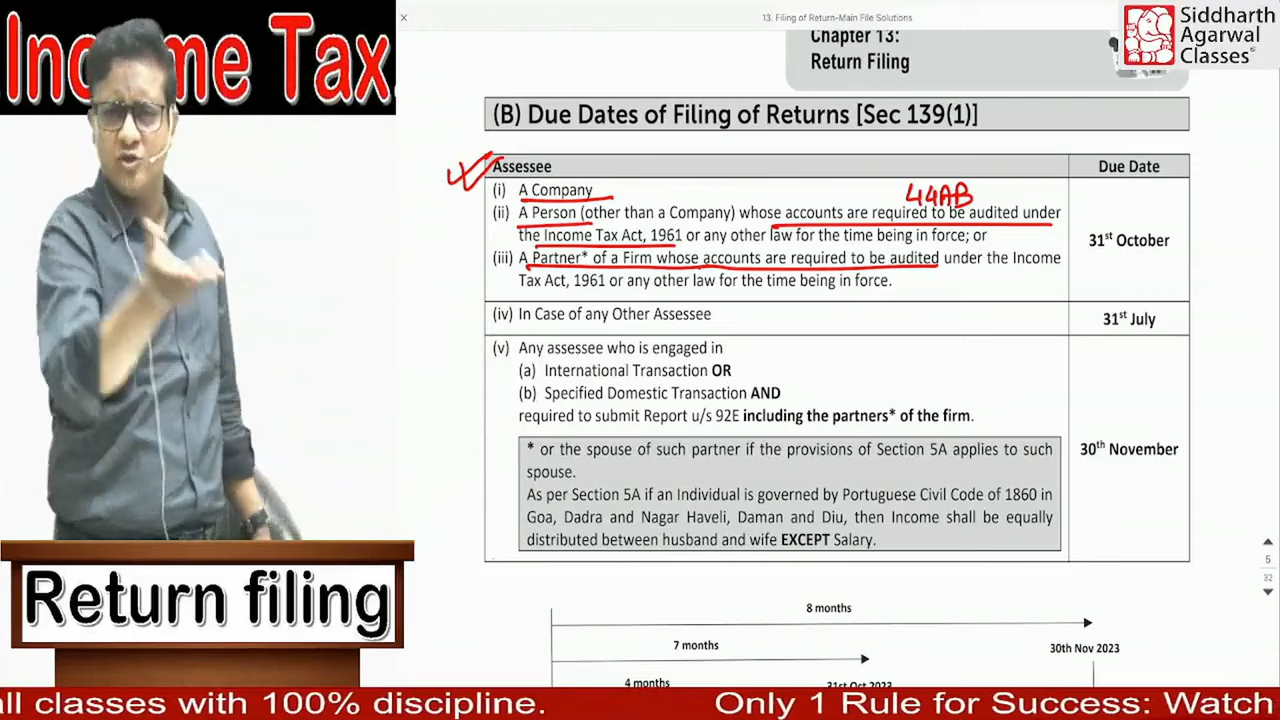 Income Tax.
×
13. Filing of Return-Main File Solutions
Siddharth
Agarwal
Classes®
Chapter 13:
Return Filing
(B) Due Dates of Filing of Returns [Sec 139(1)]
Assessee
Due Date
(i) A Company
44AB
(ii) A Person (other than a Company) whose accounts are required to be audited under
the Income Tax Act, 1961 or any other law for the time being in force; or
(iii) A Partner* of a Firm whose accounts are required to be audited under the Income
Tax Act, 1961 or any other law for the time being in force.
31st October
(iv) In Case of any Other Assessee
31st July
(v) Any assessee who is engaged in
(a) International Transaction OR
(b) Specified Domestic Transaction AND
required to submit Report u/s 92E including the partners* of the firm.
* or the spouse of such partner if the provisions of Section 5A applies to such
spouse.
As per Section 5A if an Individual is governed by Portuguese Civil Code of 1860 in
Goa, Dadra and Nagar Haveli, Daman and Diu, then Income shall be equally
distributed between husband and wife EXCEPT Salary.
30th November
5
32
8 months
30th Nov 2023
7 months
31st Oct 2023
4 months
Return filing
all classes with 100% discipline.
Only 1 Rule for Success: Watch